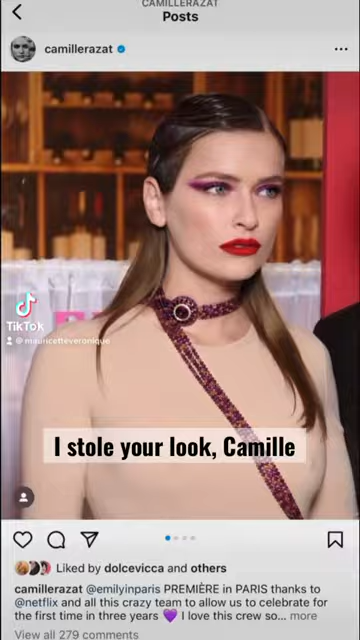 CAMILLERAZAT
Posts
camillerazat
TikTok
@ mauricetteveronique
I stole your look, Camille
Liked by dolcevicca and others
camillerazat @emilyinparis PREMIÈRE in PARIS thanks to
@netflix and all this crazy team to allow us to celebrate for
the first time in three years 💜 I love this crew so... more
View all 279 comments